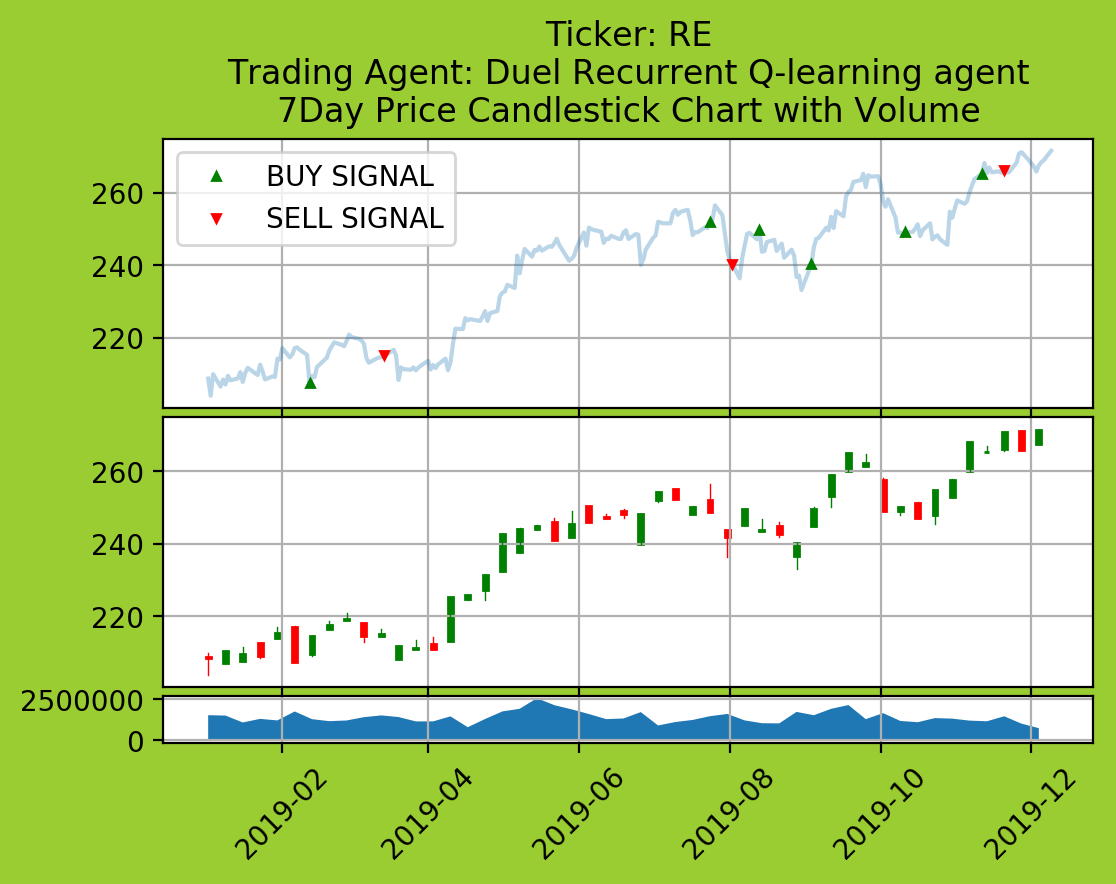 Ticker: RE
Trading Agent: Duel Recurrent Q-learning agent
7Day Price Candlestick Chart with Volume
BUY SIGNAL
SELL SIGNAL
260
240
220
260
240
220
2500000
0
2019-02
2019-04
2019-06
2019-08
2019-10
2019-12